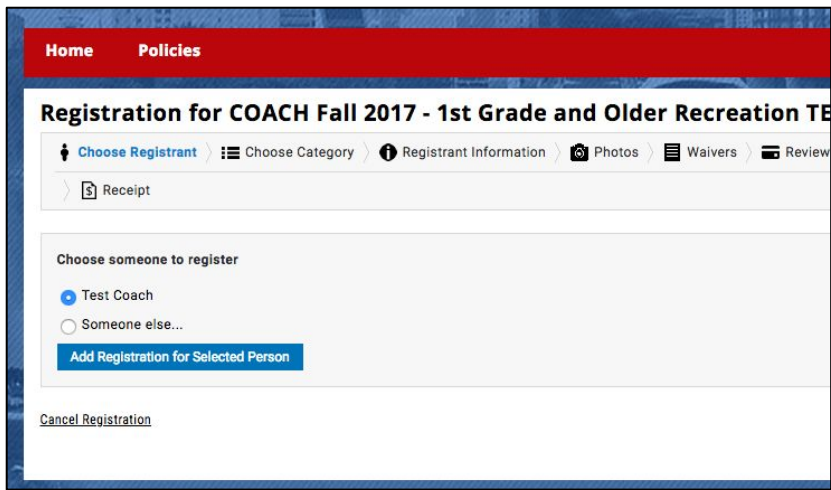 Home Policies
Registration for COACH Fall 2017 - 1st Grade and Older Recreation TE
Choose Registrant Choose Category Registrant Information Photos Waivers Review
Receipt
Choose someone to register
Test Coach
Someone else...
Add Registration for Selected Person
Cancel Registration